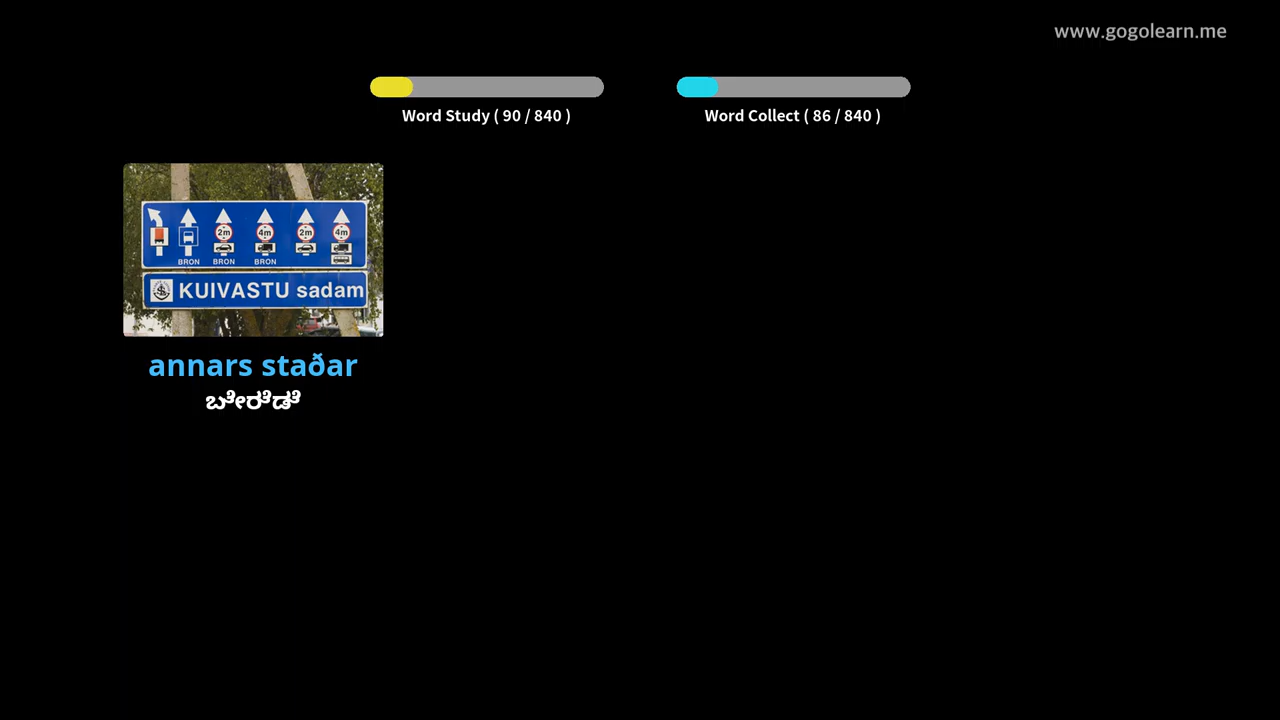 www.gogolearn.me
Word Study ( 90 / 840 )
Word Collect ( 86 / 840 )
2m 4m 2m 4m
BRON BRON BRON
KUIVASTU sadam
annars staðar
ಬೇರೆಡೆ